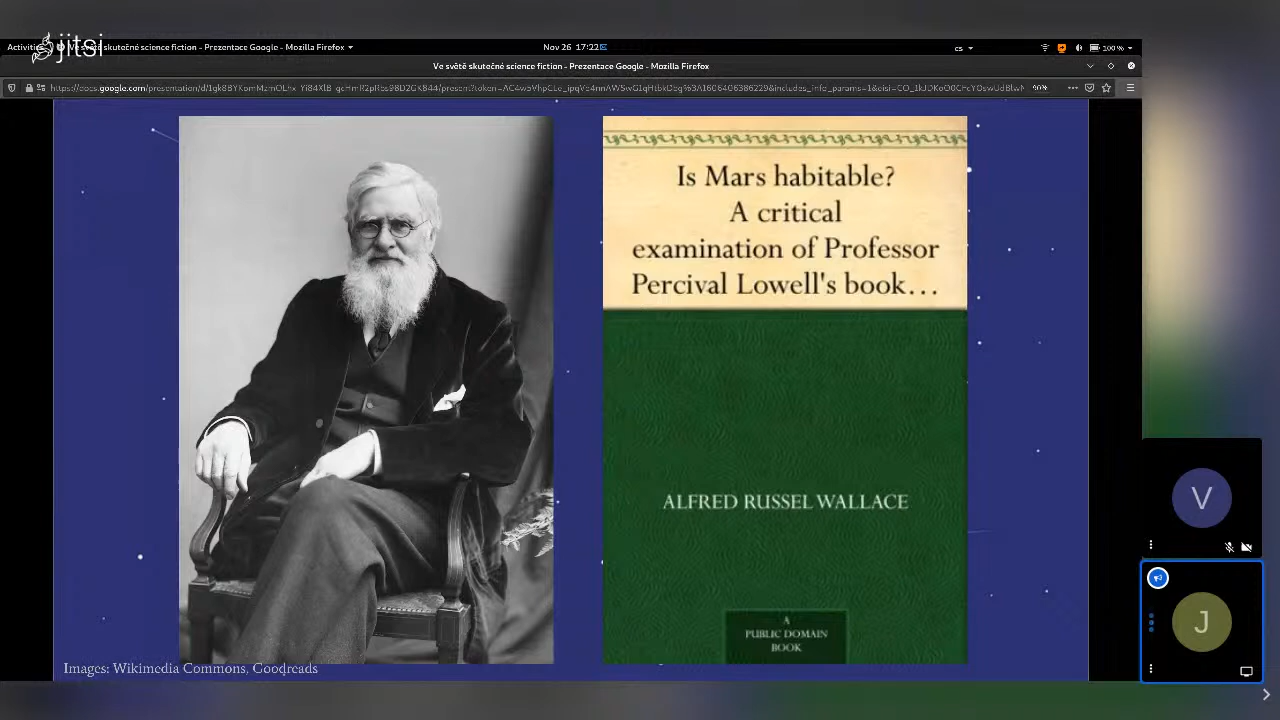 jitsi
Ve světě skutečné science fiction - Prezentace Google - Mozilla Firefox
Nov 26 17:22
cs
100 %
Ve světě skutečné science fiction - Prezentace Google - Mozilla Firefox
90%
Is Mars habitable?
A critical
examination of Professor
Percival Lowell's book...
ALFRED RUSSEL WALLACE
A
PUBLIC DOMAIN
BOOK
Images: Wikimedia Commons, Goodreads
V
J